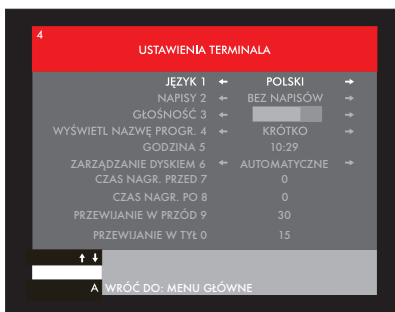 4
USTAWIENIA TERMINALA
JĘZYK 1 ← POLSKI →
NAPISY 2 ← BEZ NAPISÓW →
GŁOŚNOŚĆ 3 ← →
WYŚWIETL NAZWĘ PROGR. 4 ← KRÓTKO →
GODZINA 5 10:29
ZARZĄDZANIE DYSKIEM 6 ← AUTOMATYCZNE →
CZAS NAGR. PRZED 7 0
CZAS NAGR. PO 8 0
PRZEWIJANIE W PRZÓD 9 30
PRZEWIJANIE W TYŁ 0 15
↑ ↓
A WRÓĆ DO: MENU GŁÓWNE